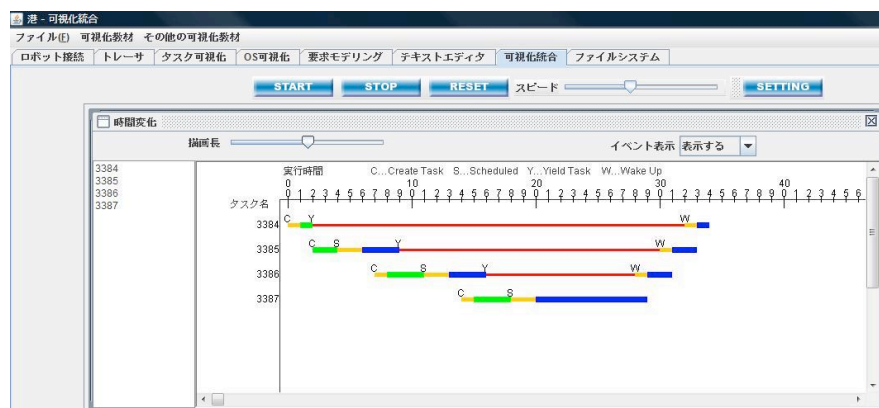 港 - 可視化統合
ファイル(F) 可視化教材 その他の可視化教材
ロボット接続 トレーサ タスク可視化 OS可視化 要求モデリング テキストエディタ 可視化統合 ファイルシステム
START STOP RESET スピード SETTING
時間変化
描画長 イベント表示 表示する
3384
3385
3386
3387
実行時間 C...Create Task S...Scheduled Y...Yield Task W...Wake Up
0 10 20 30 40
タスク名 0 1 2 3 4 5 6 7 8 9 0 1 2 3 4 5 6 7 8 9 0 1 2 3 4 5 6 7 8 9 0 1 2 3 4 5 6 7 8 9 0 1 2 3 4 5 6
3384 C Y W
3385 C S Y W
3386 C S Y W
3387 C S